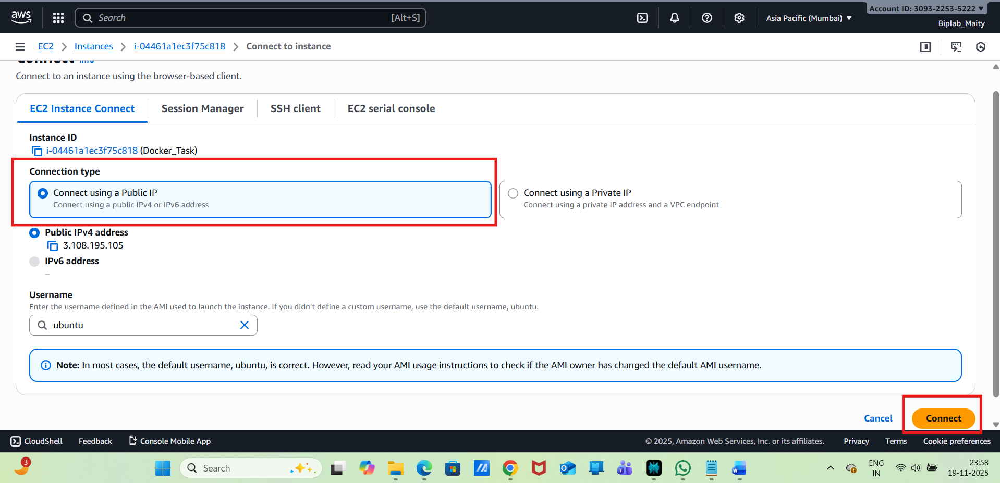 aws
Search
[Alt+S]
Asia Pacific (Mumbai)
Account ID: 3093-2253-5222
Biplab_Maity
EC2
Instances
i-04461a1ec3f75c818
Connect to instance
Connect Info
Connect to an instance using the browser-based client.
EC2 Instance Connect
Session Manager
SSH client
EC2 serial console
Instance ID
i-04461a1ec3f75c818 (Docker_Task)
Connection type
Connect using a Public IP
Connect using a public IPv4 or IPv6 address
Connect using a Private IP
Connect using a private IP address and a VPC endpoint
Public IPv4 address
3.108.195.105
IPv6 address
–
Username
Enter the username defined in the AMI used to launch the instance. If you didn't define a custom username, use the default username, ubuntu.
ubuntu
Note: In most cases, the default username, ubuntu, is correct. However, read your AMI usage instructions to check if the AMI owner has changed the default AMI username.
Cancel
Connect
CloudShell
Feedback
Console Mobile App
© 2025, Amazon Web Services, Inc. or its affiliates.
Privacy
Terms
Cookie preferences
3
Search
ENG
IN
23:58
19-11-2025